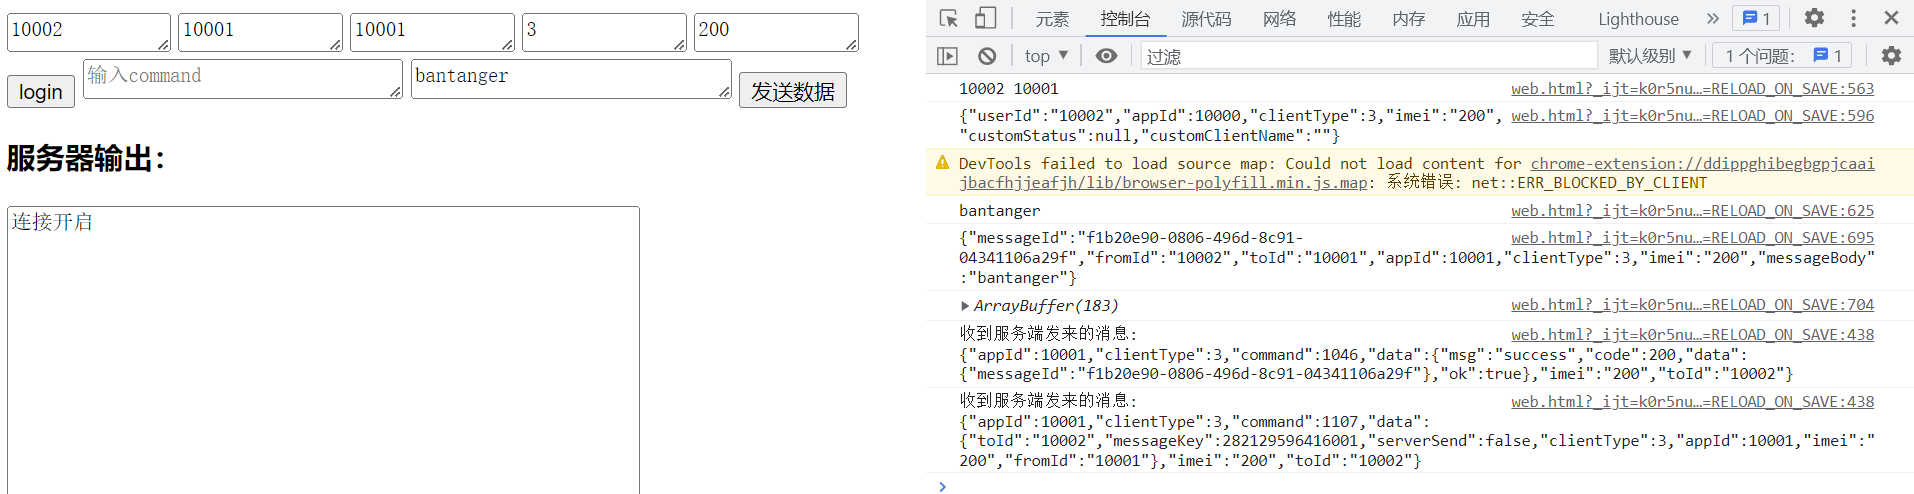 10002 10001 10001 3 200
login 输入command bantanger 发送数据
服务器输出：
连接开启
元素 控制台 源代码 网络 性能 内存 应用 安全 Lighthouse » 1
top ▼ 过滤 默认级别 ▼ 1 个问题： 1
10002 10001 web.html?_ijt=k0r5nu…=RELOAD_ON_SAVE:563
{"userId":"10002","appId":10000,"clientType":3,"imei":"200", web.html?_ijt=k0r5nu…=RELOAD_ON_SAVE:596
"customStatus":null,"customClientName":""}
DevTools failed to load source map: Could not load content for chrome-extension://ddippghibegbgpjcaai
jbacfhjjeafjh/lib/browser-polyfill.min.js.map: 系统错误: net::ERR_BLOCKED_BY_CLIENT
bantanger web.html?_ijt=k0r5nu…=RELOAD_ON_SAVE:625
{"messageId":"f1b20e90-0806-496d-8c91- web.html?_ijt=k0r5nu…=RELOAD_ON_SAVE:695
04341106a29f","fromId":"10002","toId":"10001","appId":10001,"clientType":3,"imei":"200","messageBody"
:"bantanger"}
▶ ArrayBuffer(183) web.html?_ijt=k0r5nu…=RELOAD_ON_SAVE:704
收到服务端发来的消息: web.html?_ijt=k0r5nu…=RELOAD_ON_SAVE:438
{"appId":10001,"clientType":3,"command":1046,"data":{"msg":"success","code":200,"data":
{"messageId":"f1b20e90-0806-496d-8c91-04341106a29f"},"ok":true},"imei":"200","toId":"10002"}
收到服务端发来的消息: web.html?_ijt=k0r5nu…=RELOAD_ON_SAVE:438
{"appId":10001,"clientType":3,"command":1107,"data":
{"toId":"10002","messageKey":282129596416001,"serverSend":false,"clientType":3,"appId":10001,"imei":"
200","fromId":"10001"},"imei":"200","toId":"10002"}